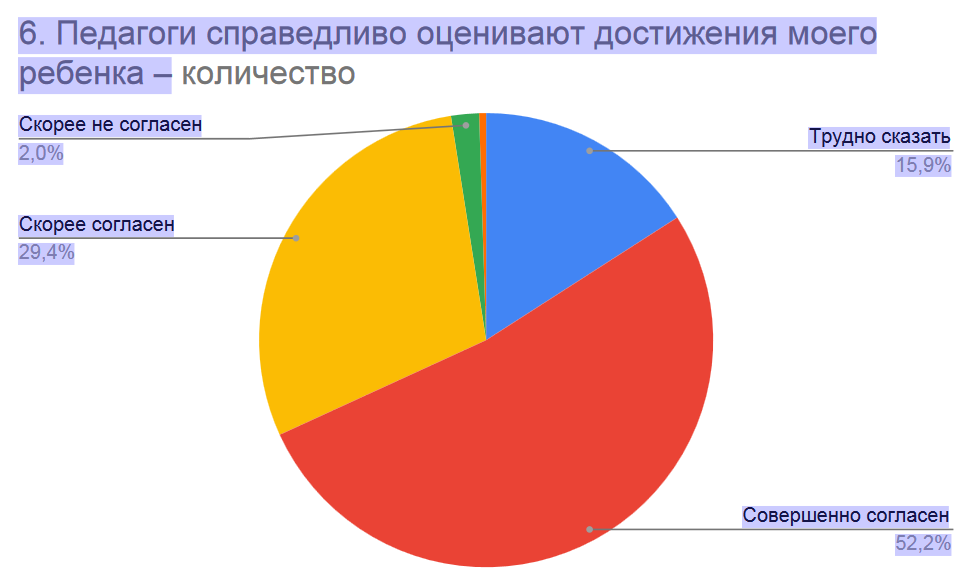 6. Педагоги справедливо оценивают достижения моего
ребенка – количество
Скорее не согласен
2,0%
Трудно сказать
15,9%
Скорее согласен
29,4%
Совершенно согласен
52,2%